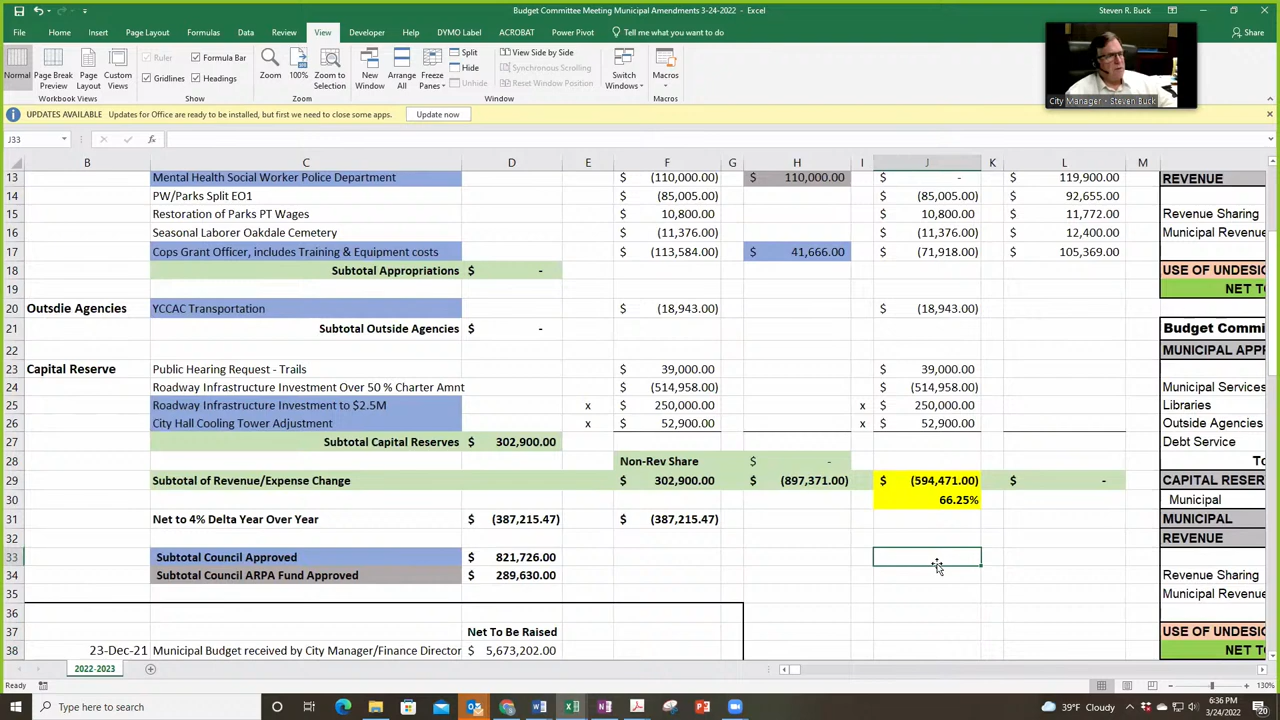 Budget Committee Meeting Municipal Amendments 3-24-2022 - Excel
Steven R. Buck
File Home Insert Page Layout Formulas Data Review View Developer Help DYMO Label ACROBAT Power Pivot Tell me what you want to do Share
Normal Page Break Preview Page Layout Custom Views
Ruler Formula Bar
Gridlines Headings
Zoom 100% Zoom to Selection
New Window Arrange All Freeze Panes
Split View Side by Side
Hide Synchronous Scrolling
Unhide Reset Window Position
Switch Windows Macros
Workbook Views Show Zoom Window Macros
City Manager - Steven Buck
UPDATES AVAILABLE Updates for Office are ready to be installed, but first we need to close some apps. Update now
J33 fx
B C D E F G H I J K L M
13 Mental Health Social Worker Police Department $ (110,000.00) $ 110,000.00 $ - $ 119,900.00 REVENUE
14 PW/Parks Split EO1 $ (85,005.00) $ (85,005.00) $ 92,655.00
15 Restoration of Parks PT Wages $ 10,800.00 $ 10,800.00 $ 11,772.00 Revenue Sharing
16 Seasonal Laborer Oakdale Cemetery $ (11,376.00) $ (11,376.00) $ 12,400.00 Municipal Revenue
17 Cops Grant Officer, includes Training & Equipment costs $ (113,584.00) $ 41,666.00 $ (71,918.00) $ 105,369.00
18 Subtotal Appropriations $ - USE OF UNDESIG
19 NET TO
20 Outsdie Agencies YCCAC Transportation $ (18,943.00) $ (18,943.00)
21 Subtotal Outside Agencies $ - Budget Commi
22 MUNICIPAL APPR
23 Capital Reserve Public Hearing Request - Trails $ 39,000.00 $ 39,000.00
24 Roadway Infrastructure Investment Over 50 % Charter Amnt $ (514,958.00) $ (514,958.00) Municipal Services
25 Roadway Infrastructure Investment to $2.5M x $ 250,000.00 x $ 250,000.00 Libraries
26 City Hall Cooling Tower Adjustment x $ 52,900.00 x $ 52,900.00 Outside Agencies
27 Subtotal Capital Reserves $ 302,900.00 Debt Service
28 Non-Rev Share $ - To
29 Subtotal of Revenue/Expense Change $ 302,900.00 $ (897,371.00) $ (594,471.00) $ - CAPITAL RESER
30 66.25% Municipal
31 Net to 4% Delta Year Over Year $ (387,215.47) $ (387,215.47) MUNICIPAL
32 REVENUE
33 Subtotal Council Approved $ 821,726.00
34 Subtotal Council ARPA Fund Approved $ 289,630.00 Revenue Sharing
35 Municipal Revenue
36
37 Net To Be Raised USE OF UNDESIG
38 23-Dec-21 Municipal Budget received by City Manager/Finance Director $ 5,673,202.00 NET TO
2022-2023
Ready 130%
Type here to search 39°F Cloudy 6:36 PM
3/24/2022 20